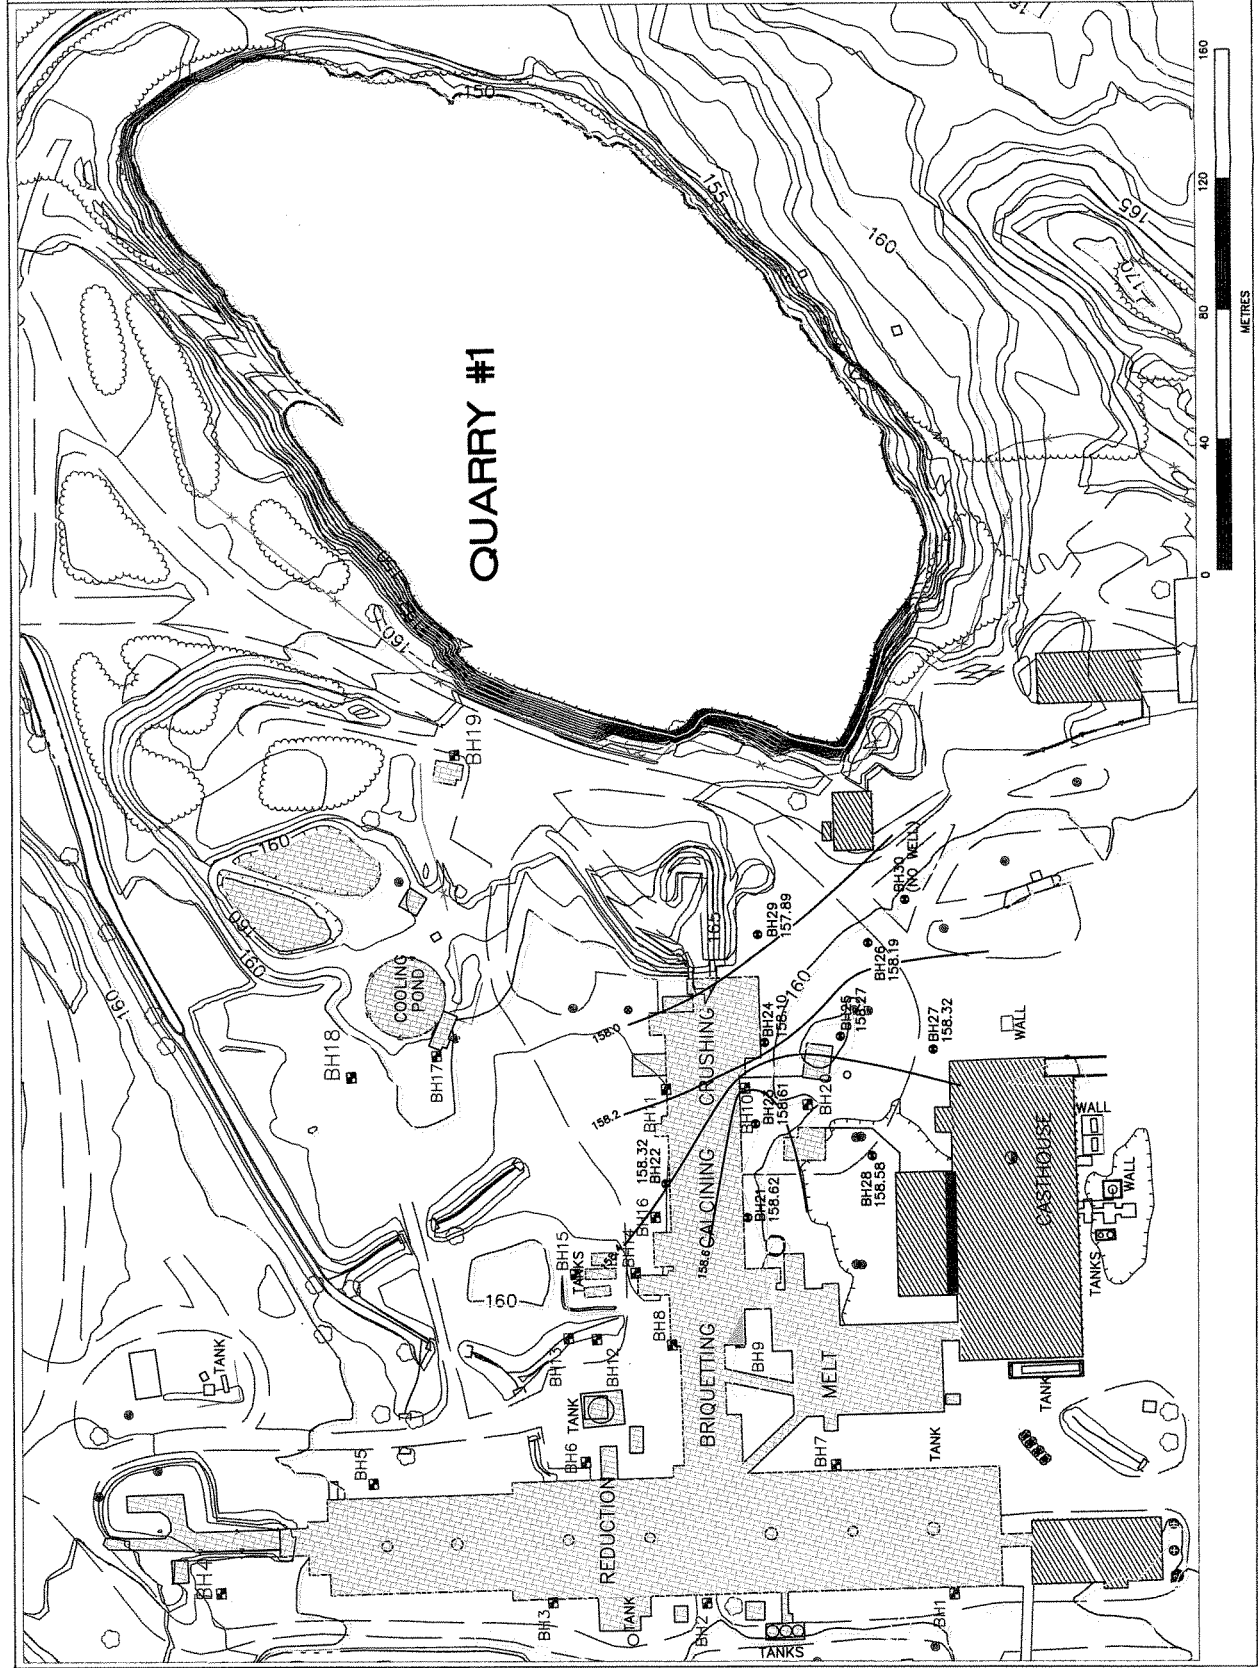 150
155
160
165
170
QUARRY #1
160
BH19
160
160
160
160
COOLING
POND
BH18
BH17
165
BH29
157.89
BH30
(NO WELL)
BH26
158.19
160
BH24
158.10
BH25
158.27
BH27
158.32
WALL
158.0
158.2
CRUSHING
BH11
BH10
BH23
158.61
BH20
158.32
BH22
BH16
CALCINING
158.6
BH21
158.62
BH28
158.58
CASTHOUSE
WALL
WALL
TANKS
BH15
TANKS
BH14
160
BH13
BH12
BH8
BRIQUETTING
BH9
MELT
TANK
TANK
BH5
TANK
BH6
BH7
TANK
REDUCTION
BH4
BH3
TANK
BH2
TANKS
BH1
0
40
80
120
160
METRES